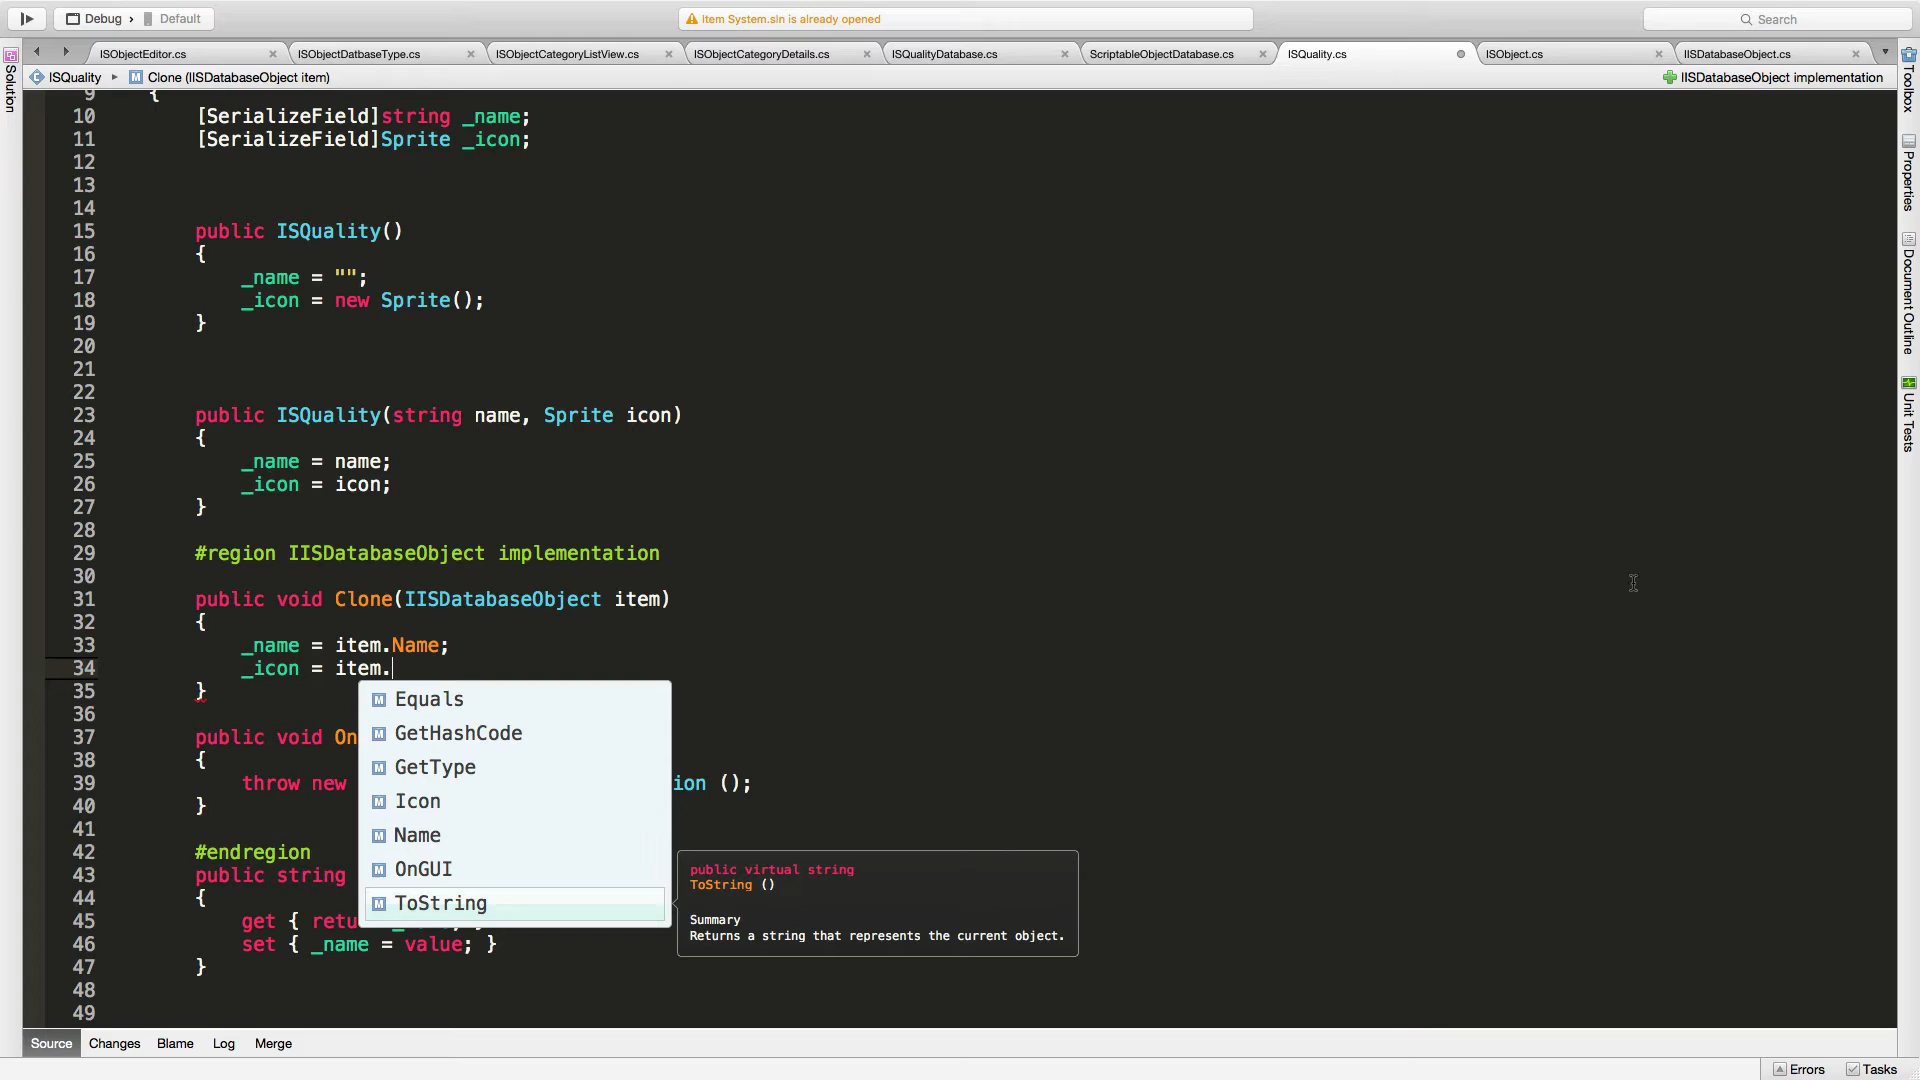 Debug › Default
Item System.sln is already opened
Search
ISObjectEditor.cs
ISObjectDatbaseType.cs
ISObjectCategoryListView.cs
ISObjectCategoryDetails.cs
ISQualityDatabase.cs
ScriptableObjectDatabase.cs
ISQuality.cs
ISObject.cs
IISDatabaseObject.cs
ISQuality
Clone (IISDatabaseObject item)
IISDatabaseObject implementation
Solution
Toolbox
Properties
Document Outline
Unit Tests
9 {
10 [SerializeField]string _name;
11 [SerializeField]Sprite _icon;
12
13
14
15 public ISQuality()
16 {
17 _name = "";
18 _icon = new Sprite();
19 }
20
21
22
23 public ISQuality(string name, Sprite icon)
24 {
25 _name = name;
26 _icon = icon;
27 }
28
29 #region IISDatabaseObject implementation
30
31 public void Clone(IISDatabaseObject item)
32 {
33 _name = item.Name;
34 _icon = item.
35 }
36
37 public void On
38 {
39 throw new ion ();
40 }
41
42 #endregion
43 public string
44 {
45 get { retu
46 set { _name = value; }
47 }
48
49
Equals
GetHashCode
GetType
Icon
Name
OnGUI
ToString
public virtual string
ToString ()
Summary
Returns a string that represents the current object.
Source
Changes
Blame
Log
Merge
Errors
Tasks